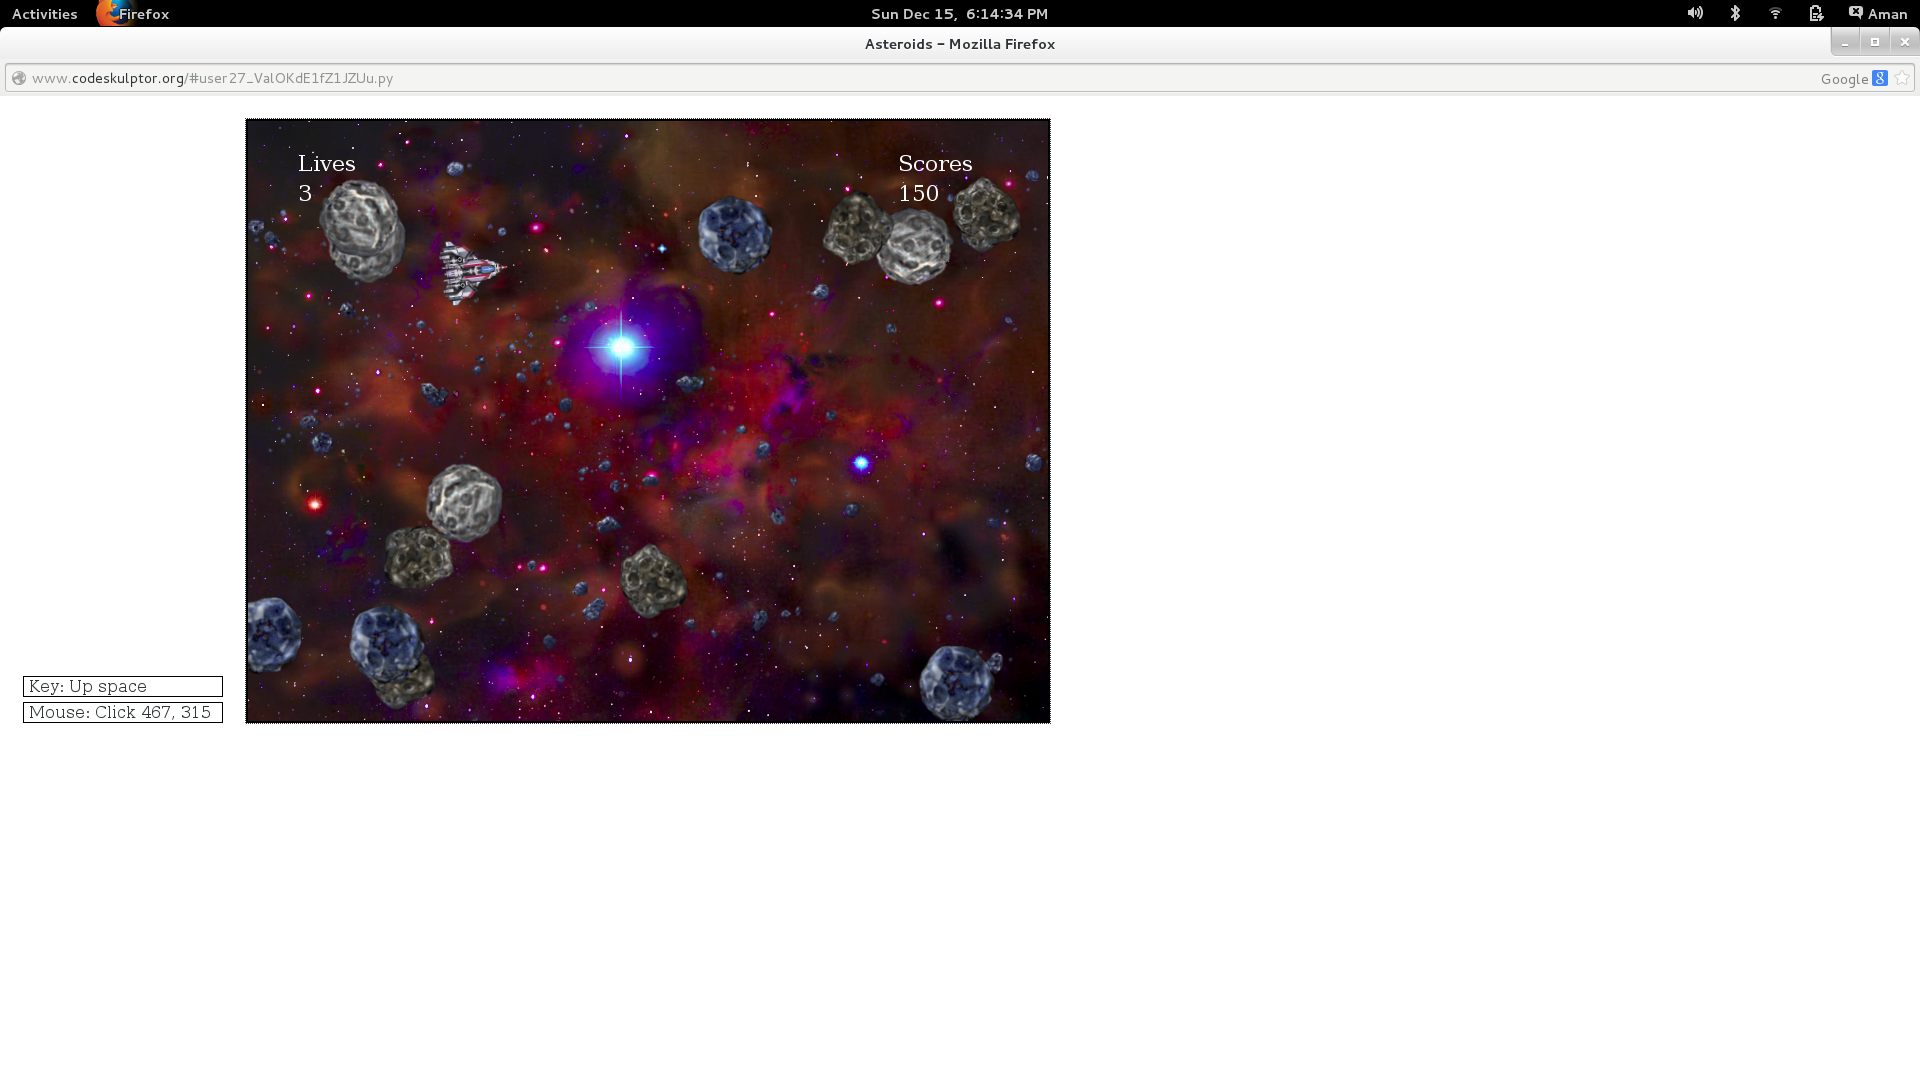 Activities Firefox Sun Dec 15, 6:14:34 PM Aman
Asteroids - Mozilla Firefox
www.codeskulptor.org/#user27_ValOKdE1fZ1JZUu.py Google g
Lives Scores
3 150
Key: Up space
Mouse: Click 467, 315